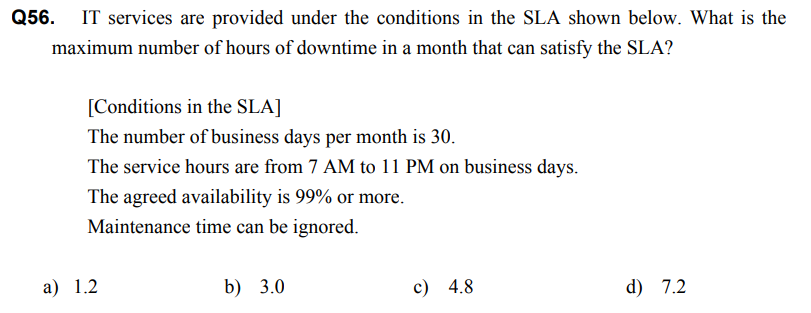 Q56. IT services are provided under the conditions in the SLA shown below. What is the
maximum number of hours of downtime in a month that can satisfy the SLA?
[Conditions in the SLA]
The number of business days per month is 30.
The service hours are from 7 AM to 11 PM on business days.
The agreed availability is 99% or more.
Maintenance time can be ignored.
a) 1.2 b) 3.0 c) 4.8 d) 7.2